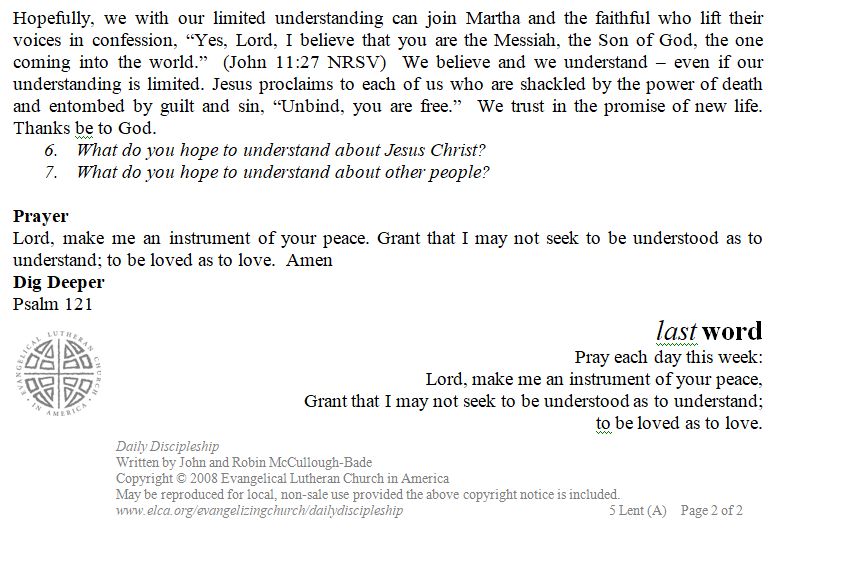 Hopefully, we with our limited understanding can join Martha and the faithful who lift their
voices in confession, “Yes, Lord, I believe that you are the Messiah, the Son of God, the one
coming into the world.” (John 11:27 NRSV) We believe and we understand – even if our
understanding is limited. Jesus proclaims to each of us who are shackled by the power of death
and entombed by guilt and sin, “Unbind, you are free.” We trust in the promise of new life.
Thanks be to God.
6. What do you hope to understand about Jesus Christ?
7. What do you hope to understand about other people?
Prayer
Lord, make me an instrument of your peace. Grant that I may not seek to be understood as to
understand; to be loved as to love. Amen
Dig Deeper
Psalm 121
EVANGELICAL LUTHERAN CHURCH IN AMERICA
last word
Pray each day this week:
Lord, make me an instrument of your peace,
Grant that I may not seek to be understood as to understand;
to be loved as to love.
Daily Discipleship
Written by John and Robin McCullough-Bade
Copyright © 2008 Evangelical Lutheran Church in America
May be reproduced for local, non-sale use provided the above copyright notice is included.
www.elca.org/evangelizingchurch/dailydiscipleship 5 Lent (A) Page 2 of 2